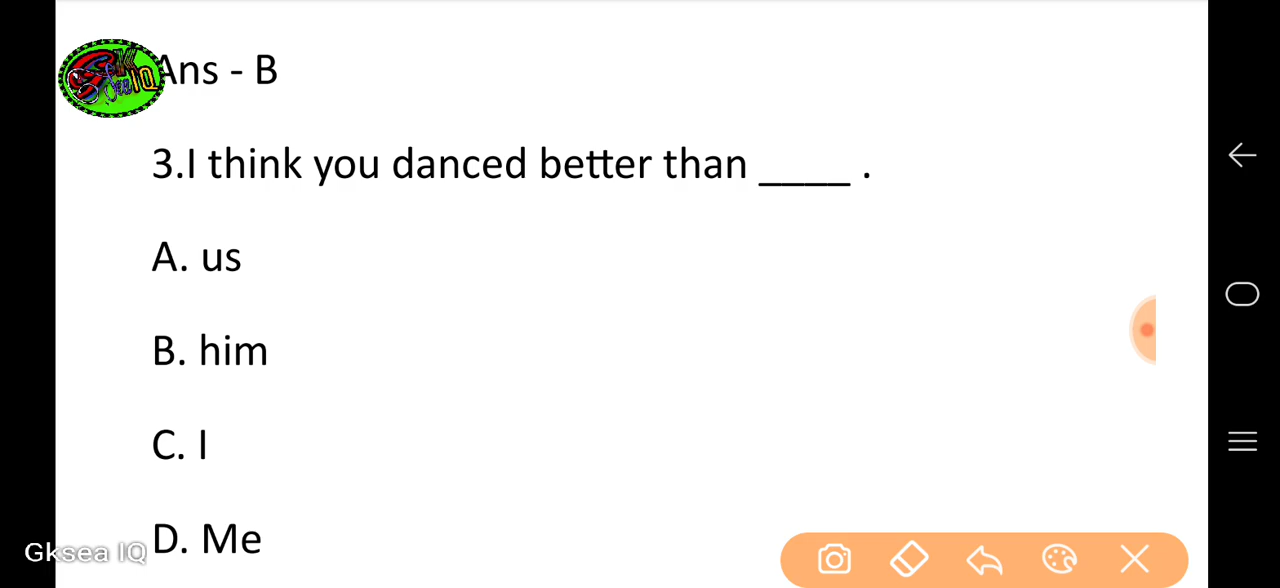 Ans - B
3.I think you danced better than ____ .
A. us
B. him
C. I
D. Me
Gksea IQ